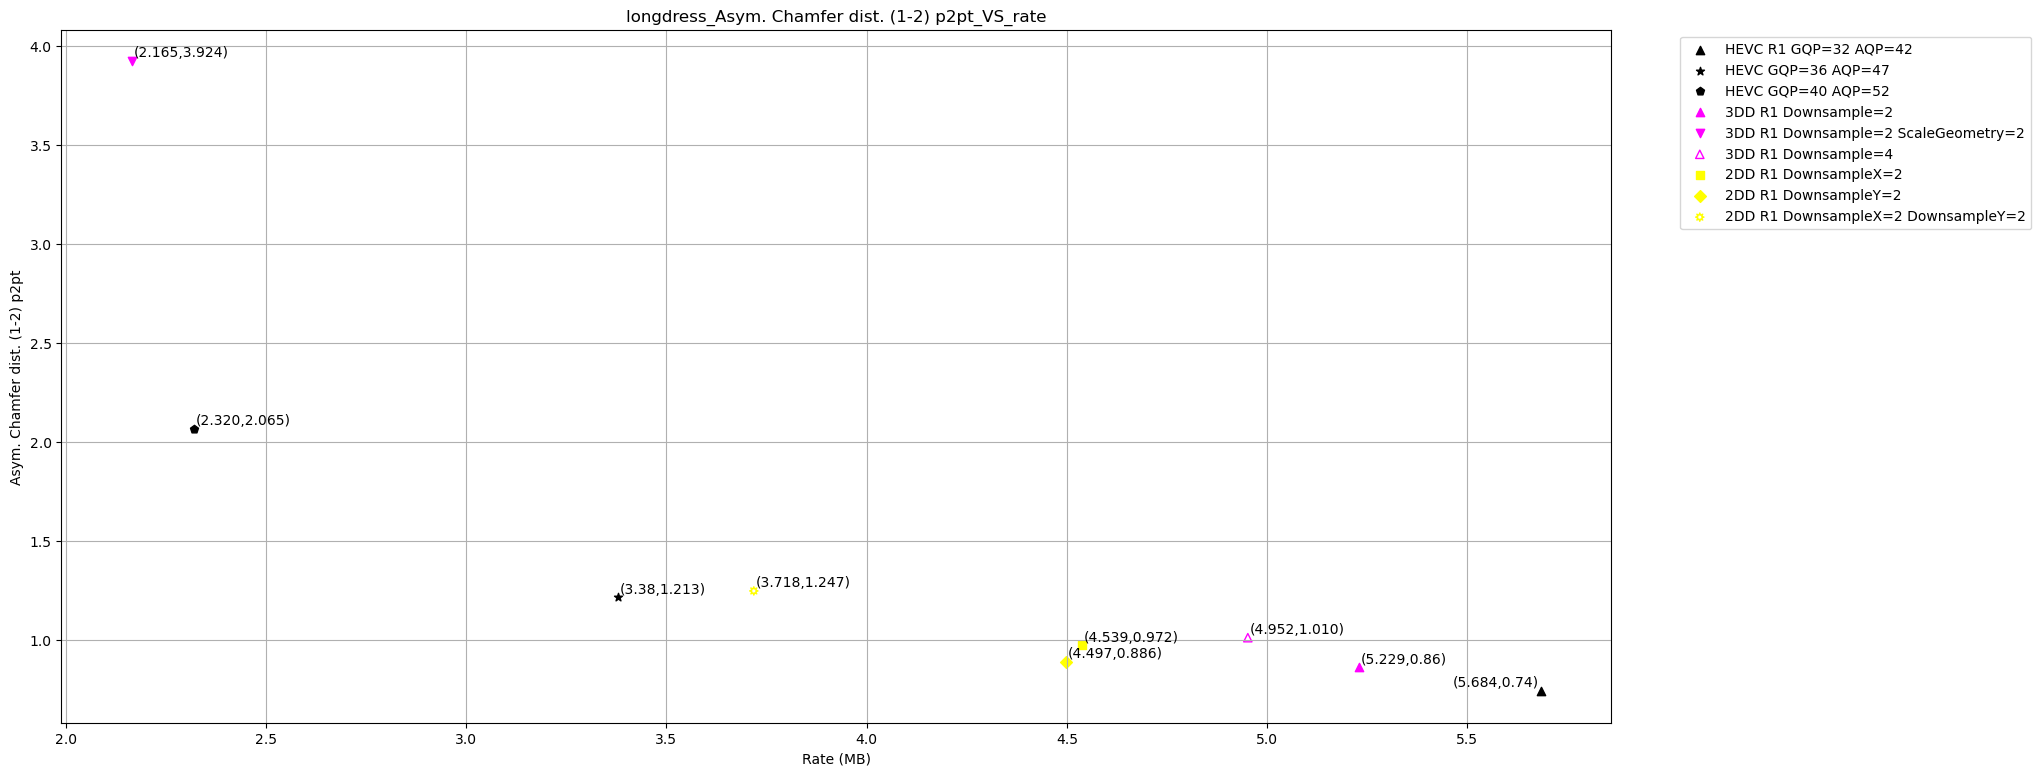 longdress_Asym. Chamfer dist. (1-2) p2pt_VS_rate
4.0
3.5
3.0
2.5
2.0
1.5
1.0
Asym. Chamfer dist. (1-2) p2pt
(2.165,3.924)
(2.320,2.065)
(3.38,1.213)
(3.718,1.247)
(4.539,0.972)
(4.497,0.886)
(4.952,1.010)
(5.229,0.86)
(5.684,0.74)
2.0
2.5
3.0
3.5
4.0
4.5
5.0
5.5
Rate (MB)
HEVC R1 GQP=32 AQP=42
HEVC GQP=36 AQP=47
HEVC GQP=40 AQP=52
3DD R1 Downsample=2
3DD R1 Downsample=2 ScaleGeometry=2
3DD R1 Downsample=4
2DD R1 DownsampleX=2
2DD R1 DownsampleY=2
2DD R1 DownsampleX=2 DownsampleY=2